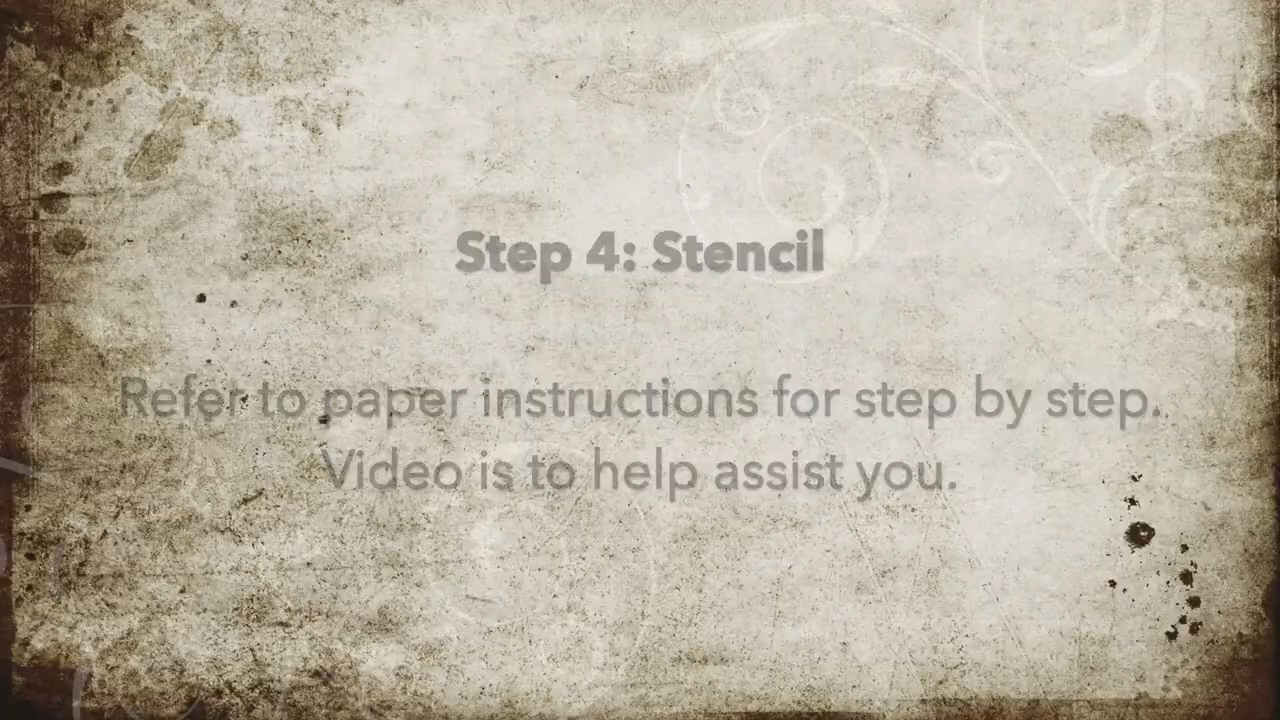 Step 4: Stencil
Refer to paper instructions for step by step.
Video is to help assist you.